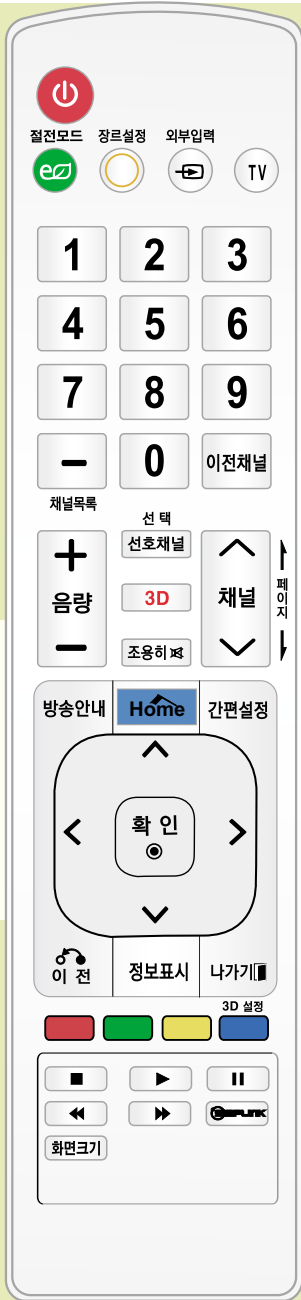 절전모드 장르설정 외부입력
TV
1 2 3
4 5 6
7 8 9
- 0 이전채널
채널목록
선 택
선호채널
+ 음량 -
3D
채널
페이지
조용히
방송안내 Home 간편설정
확 인
이 전 정보표시 나가기
3D 설정
화면크기